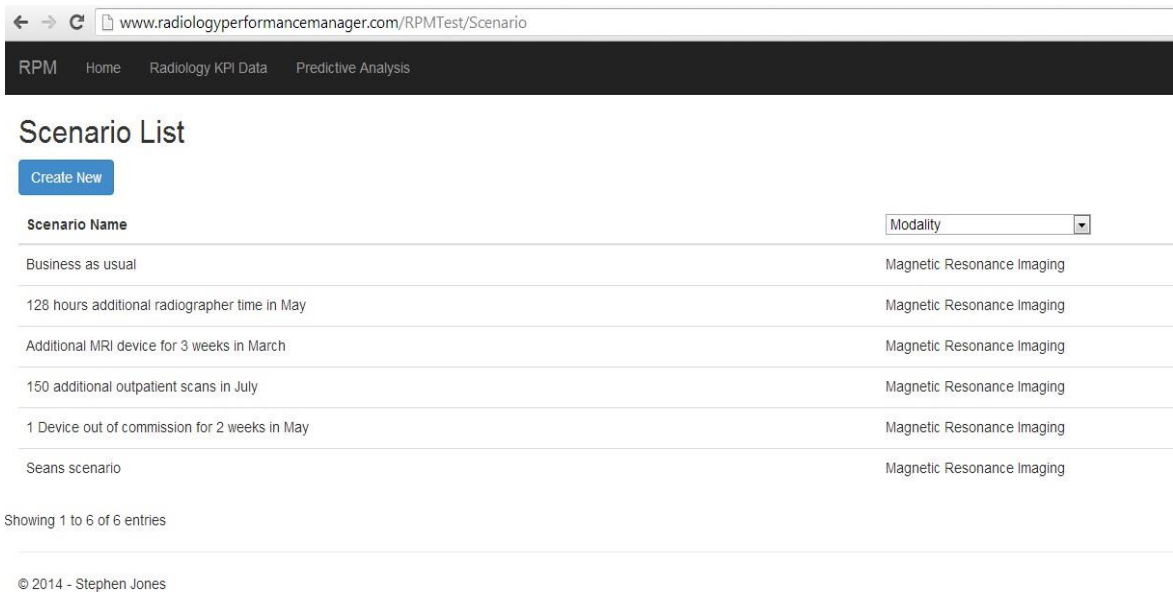 www.radiologyperformancemanager.com/RPMTest/Scenario
RPM Home Radiology KPI Data Predictive Analysis
Scenario List
Create New
Scenario Name Modality
Business as usual Magnetic Resonance Imaging
128 hours additional radiographer time in May Magnetic Resonance Imaging
Additional MRI device for 3 weeks in March Magnetic Resonance Imaging
150 additional outpatient scans in July Magnetic Resonance Imaging
1 Device out of commission for 2 weeks in May Magnetic Resonance Imaging
Seans scenario Magnetic Resonance Imaging
Showing 1 to 6 of 6 entries
© 2014 - Stephen Jones